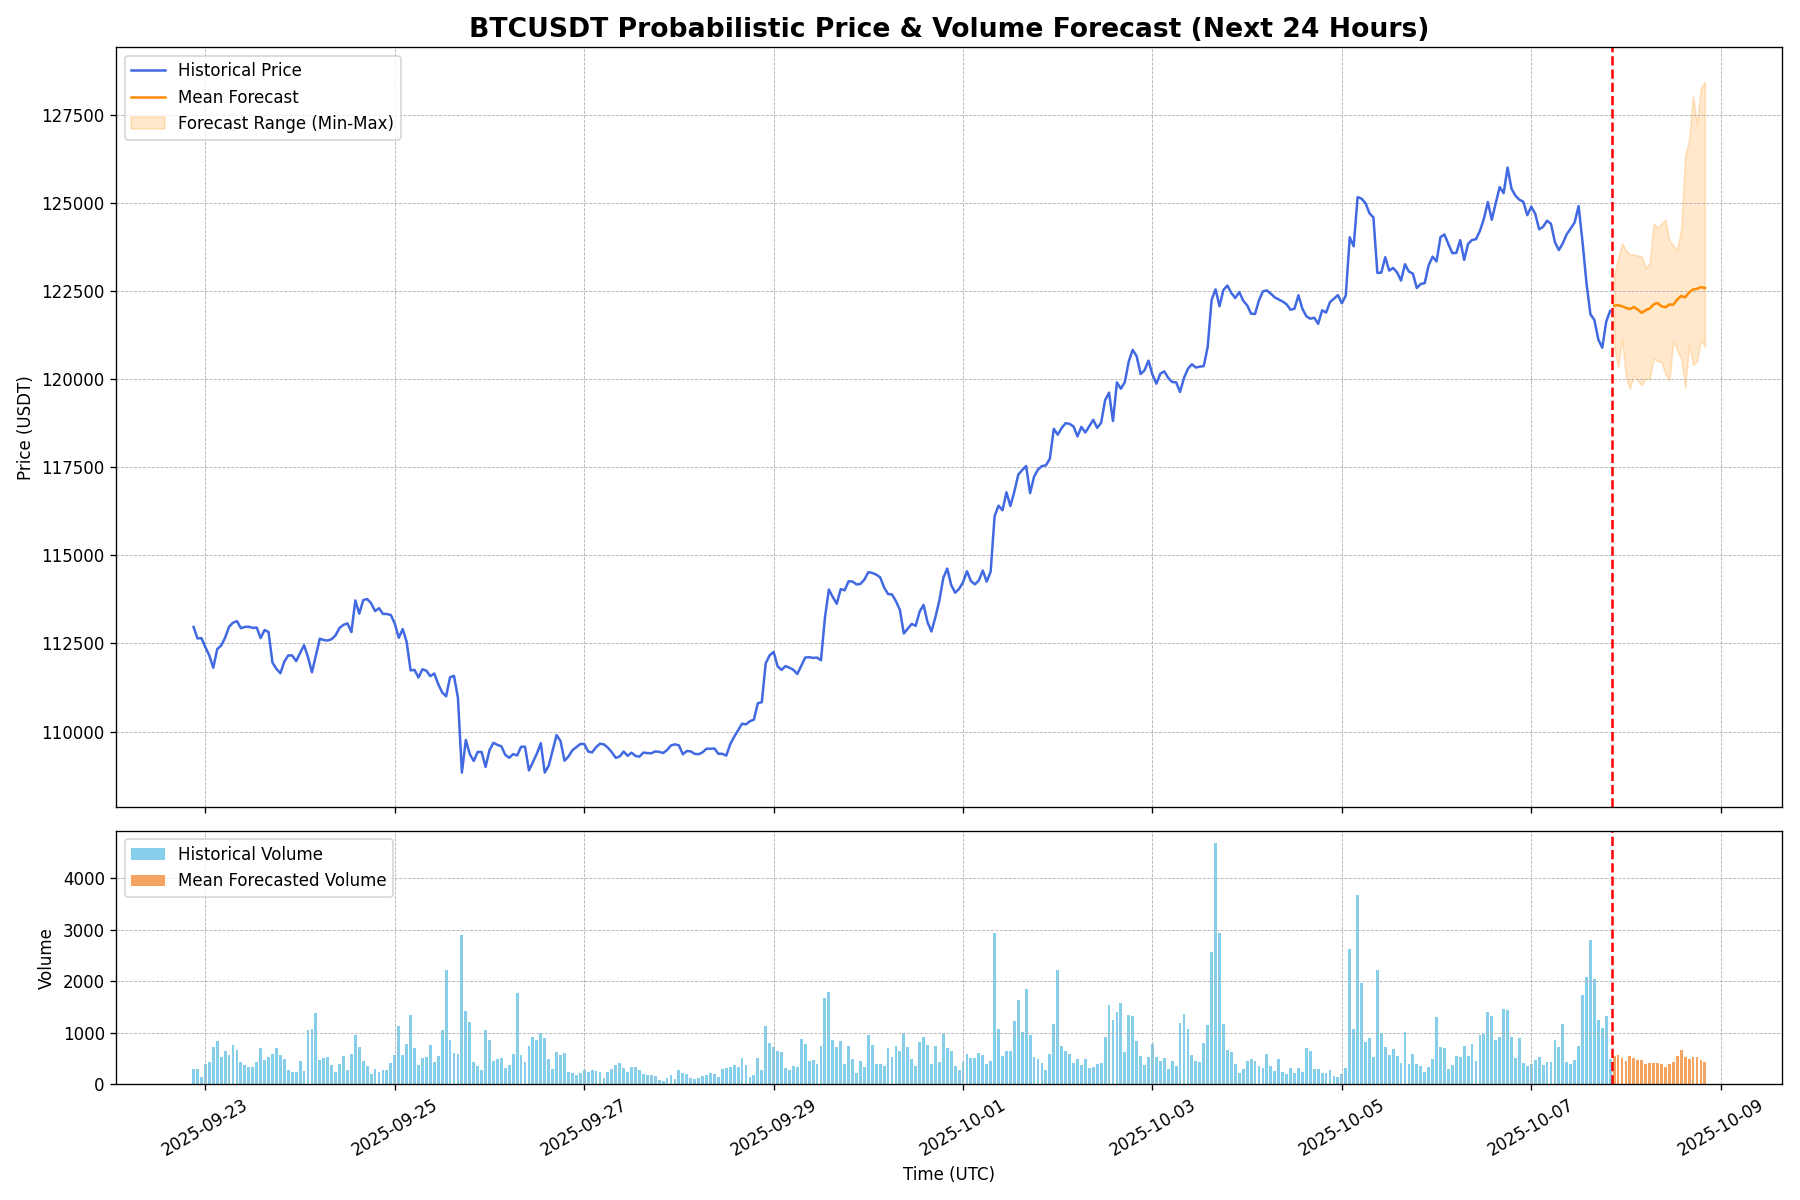 BTCUSDT Probabilistic Price & Volume Forecast (Next 24 Hours)
Historical Price
Mean Forecast
Forecast Range (Min-Max)
127500
125000
122500
120000
117500
115000
112500
110000
Price (USDT)
Historical Volume
Mean Forecasted Volume
4000
3000
2000
1000
0
Volume
2025-09-23
2025-09-25
2025-09-27
2025-09-29
2025-10-01
2025-10-03
2025-10-05
2025-10-07
2025-10-09
Time (UTC)